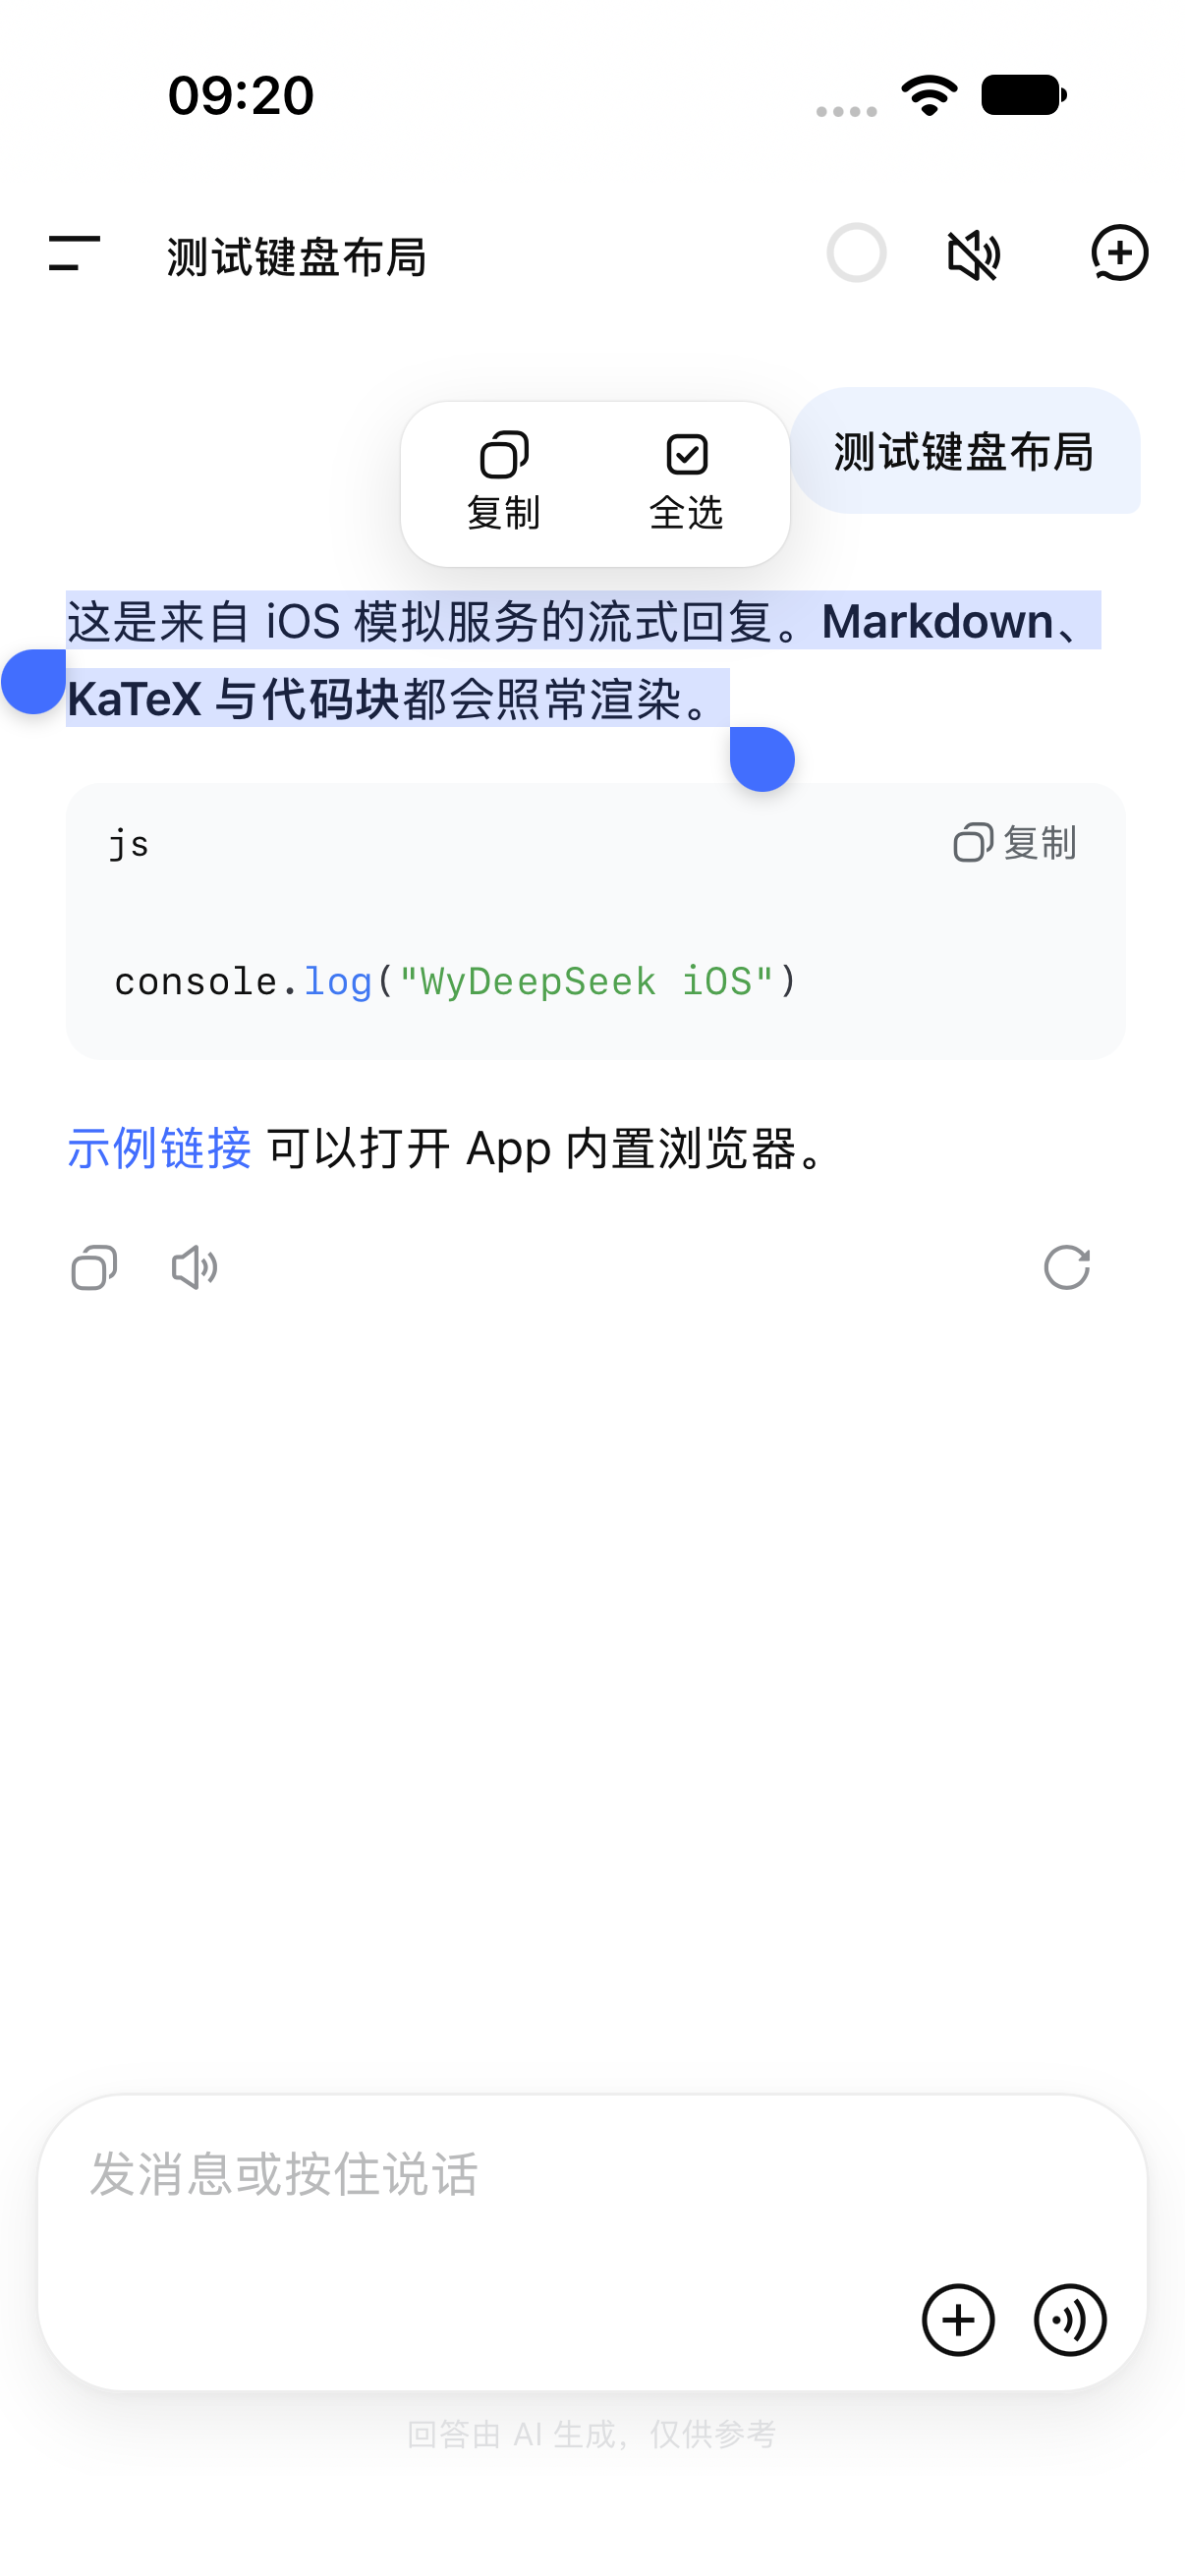 09:20
测试键盘布局
测试键盘布局
复制 全选
这是来自 iOS 模拟服务的流式回复。Markdown、
KaTeX 与代码块都会照常渲染。
js 复制
console.log("WyDeepSeek iOS")
示例链接 可以打开 App 内置浏览器。
发消息或按住说话
回答由 AI 生成，仅供参考